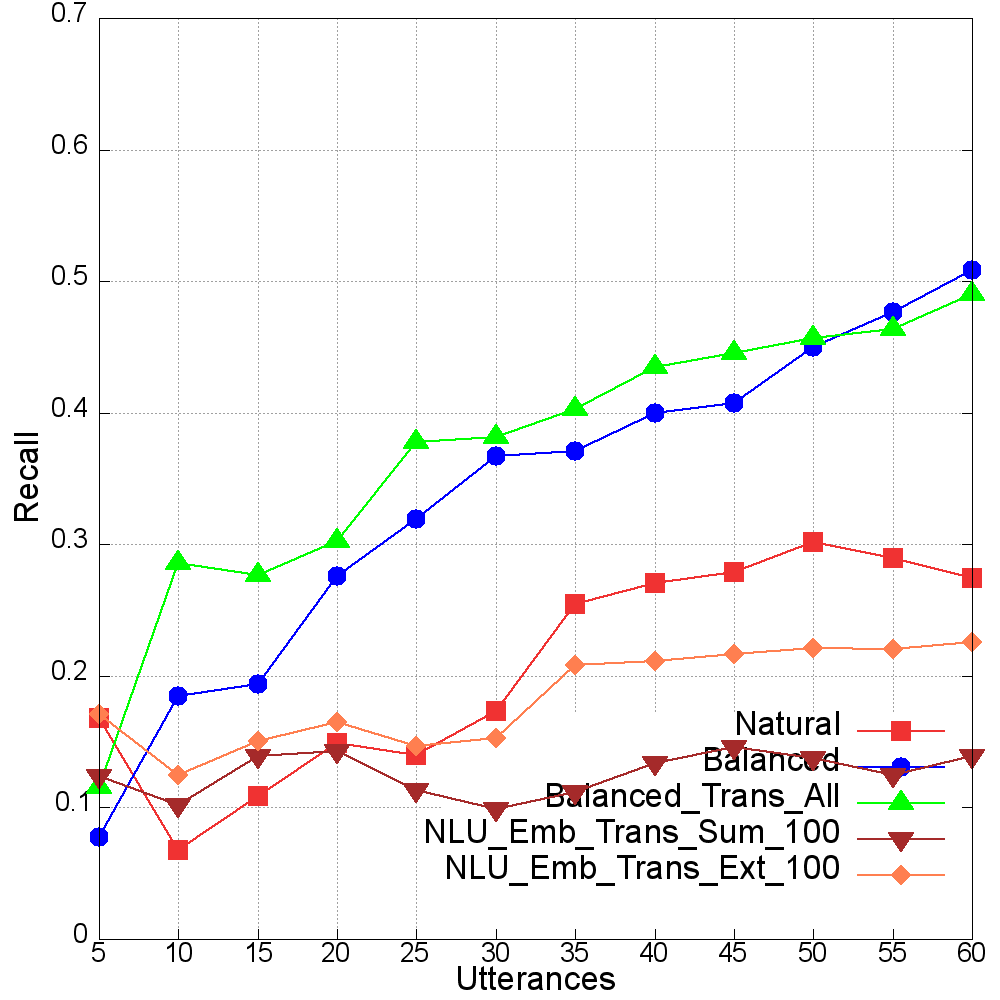 0.7
0.6
0.5
0.4
0.3
0.2
0.1
0
Recall
Natural
Balanced
Balanced_Trans_All
NLU_Emb_Trans_Sum_100
NLU_Emb_Trans_Ext_100
5 10 15 20 25 30 35 40 45 50 55 60
Utterances